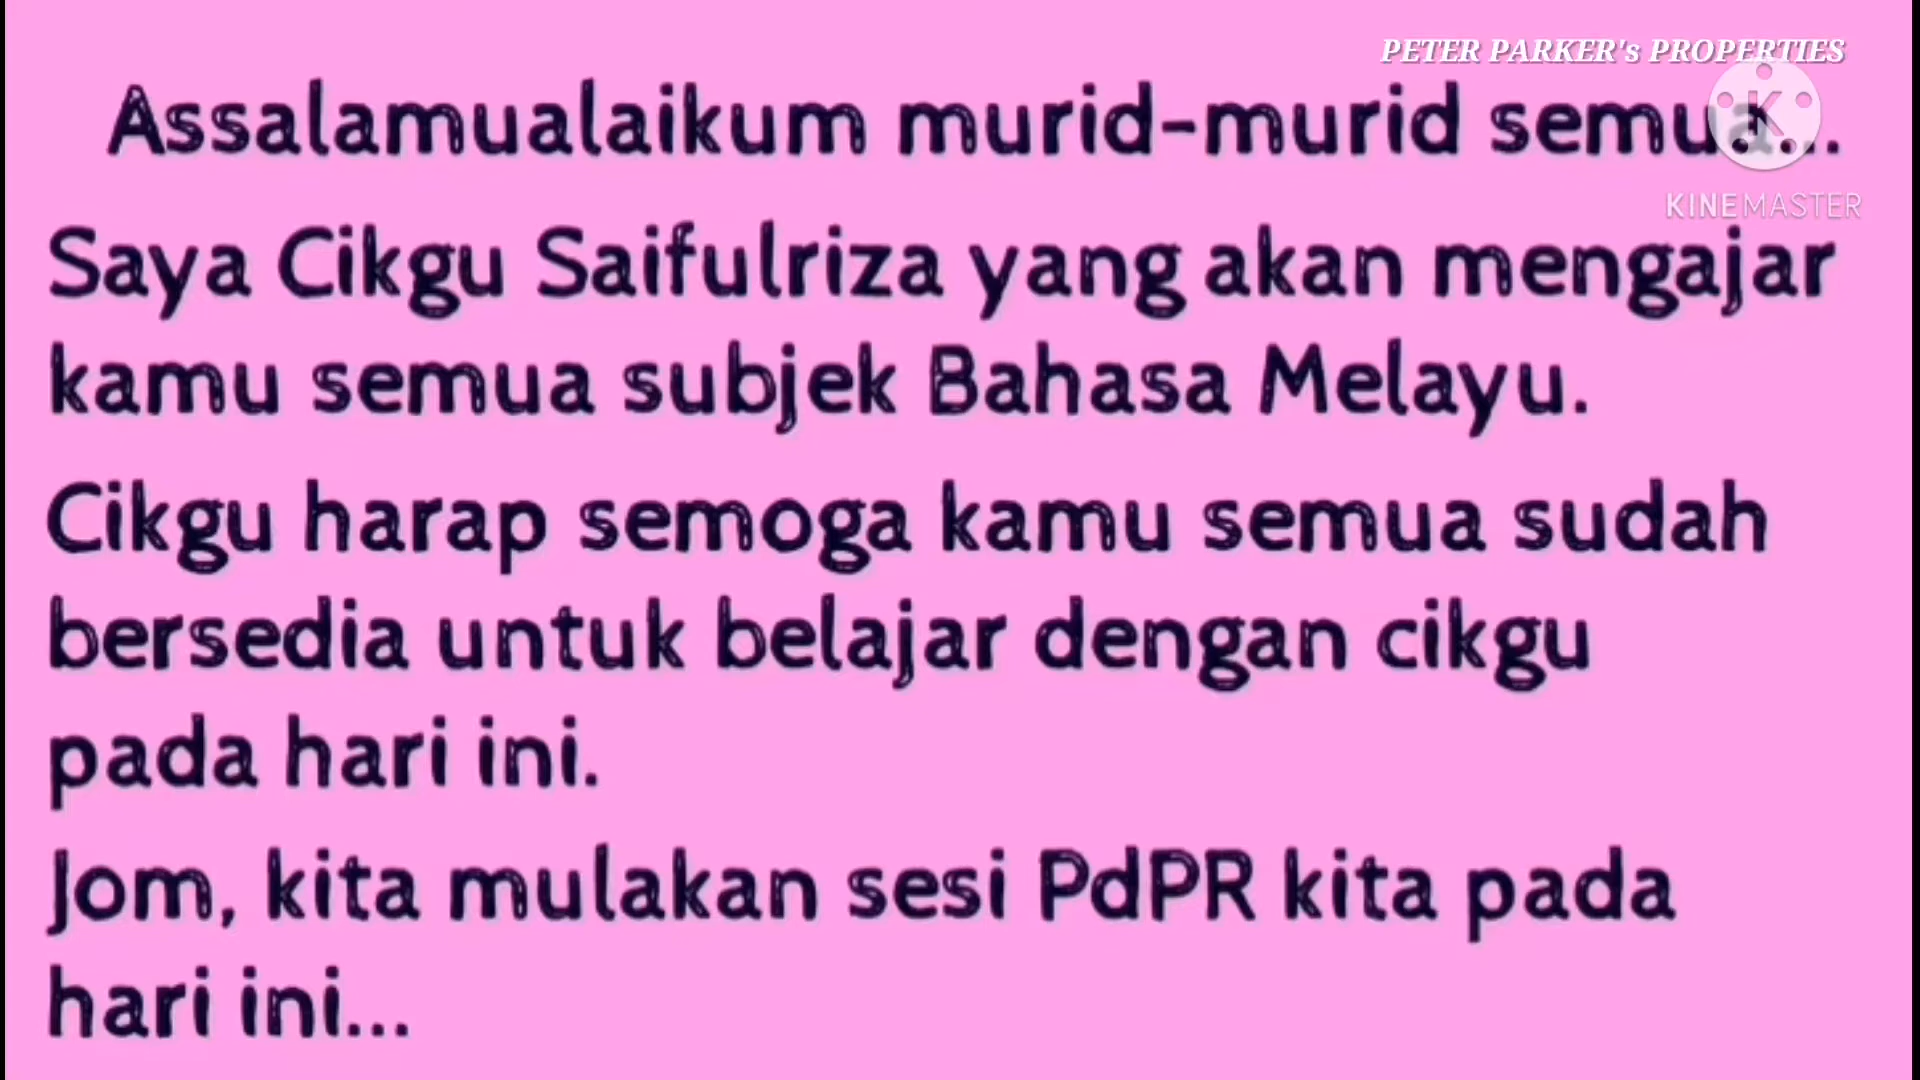 PETER PARKER's PROPERTIES
Assalamualaikum murid-murid semua...
KINEMASTER
Saya Cikgu Saifulriza yang akan mengajar
kamu semua subjek Bahasa Melayu.
Cikgu harap semoga kamu semua sudah
bersedia untuk belajar dengan cikgu
pada hari ini.
Jom, kita mulakan sesi PdPR kita pada
hari ini...